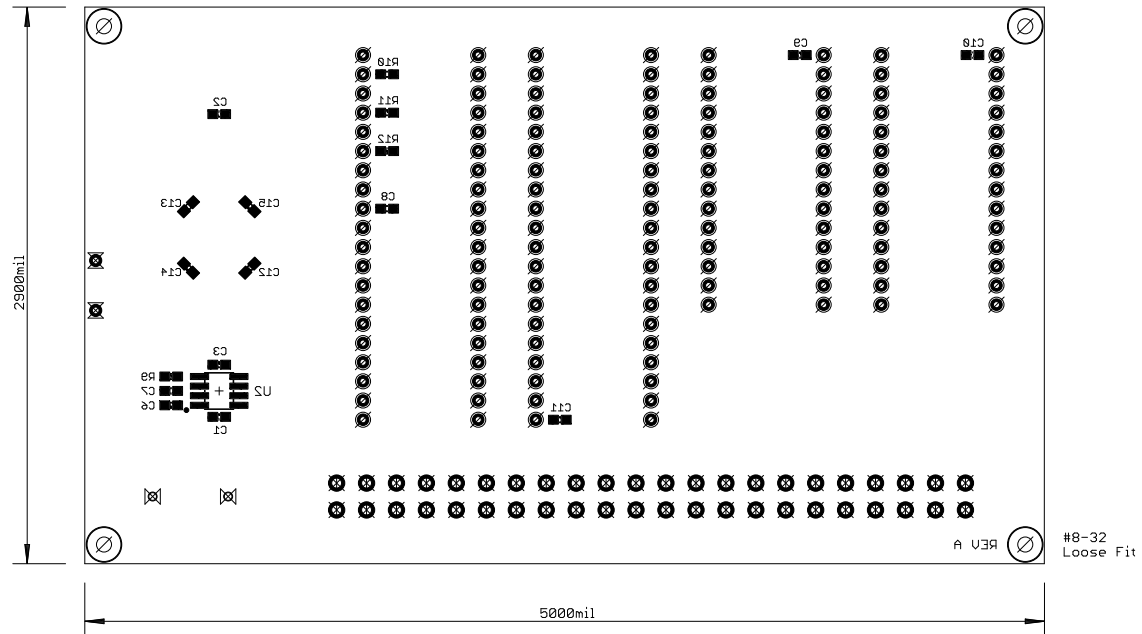 C9
C10
R10
C2
R11
R12
C8
C13
C15
2900mil
C14
C12
C3
R9
C7
U2
C6
C11
C1
REV A
#8-32
Loose Fit
5000mil